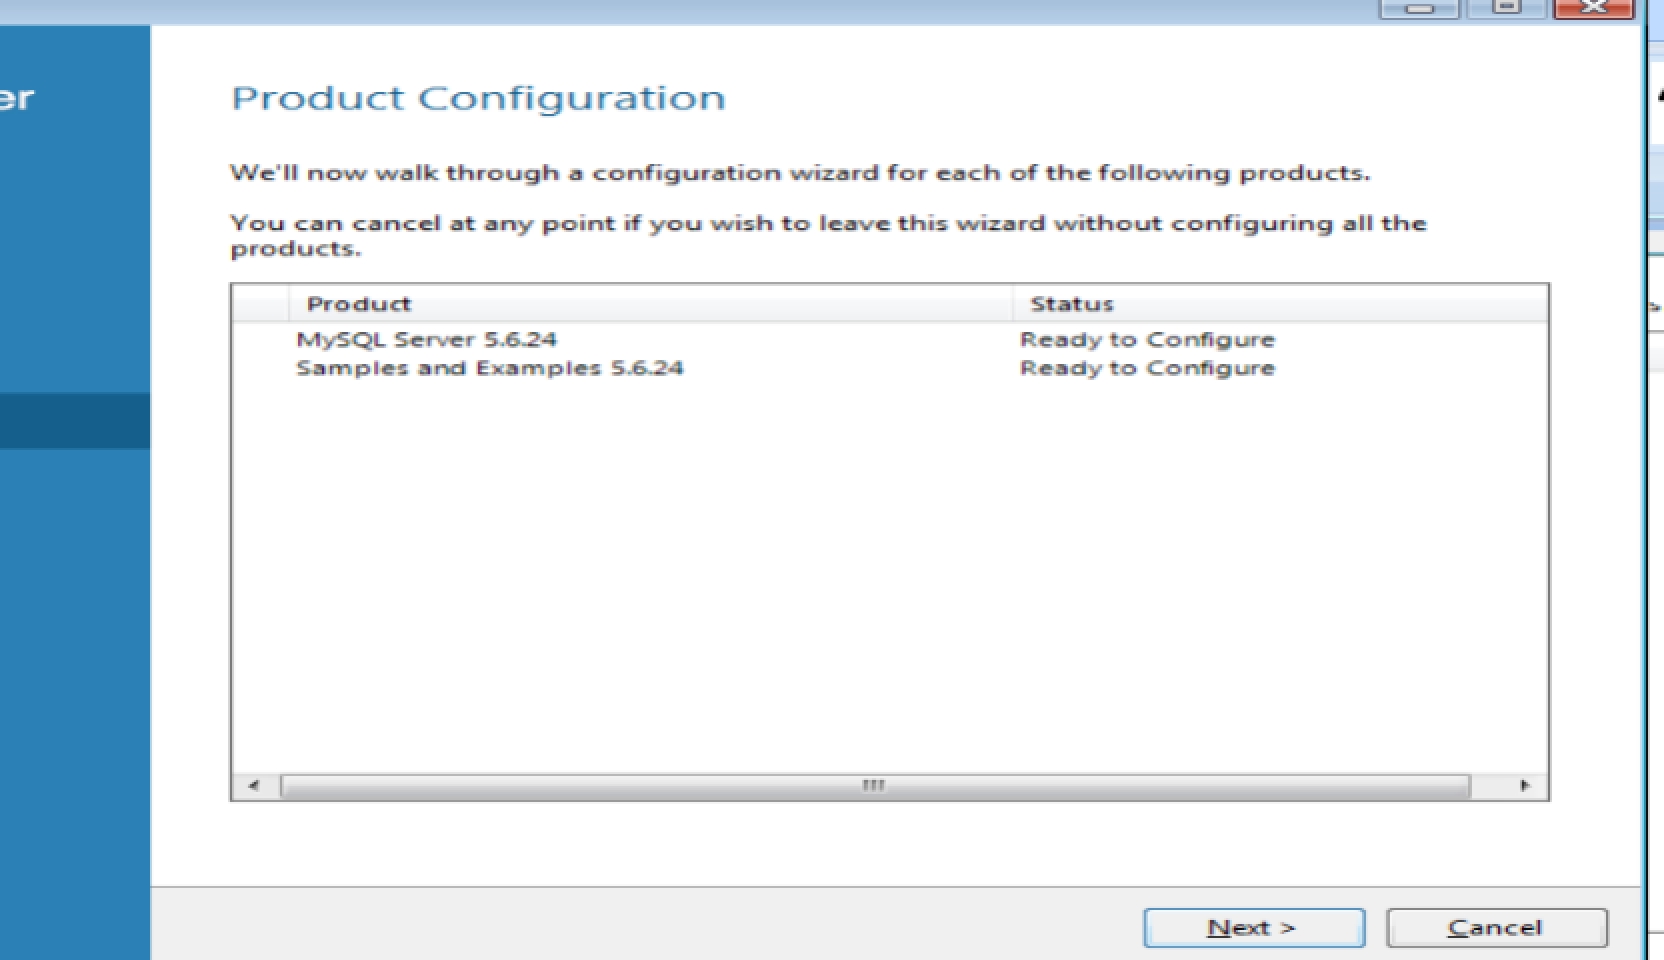 er
Product Configuration
We'll now walk through a configuration wizard for each of the following products.
You can cancel at any point if you wish to leave this wizard without configuring all the
products.
Product Status
MySQL Server 5.6.24 Ready to Configure
Samples and Examples 5.6.24 Ready to Configure
Next > Cancel